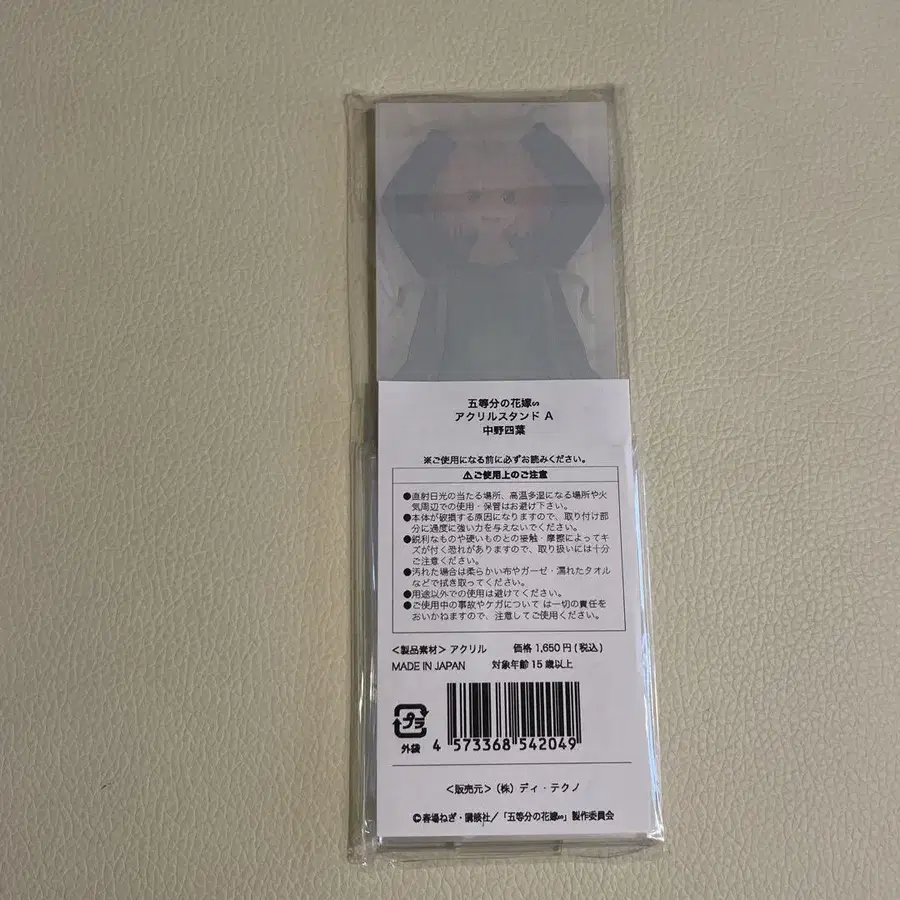 五等分の花嫁∽
アクリルスタンド A
中野四葉
※ご使用になる前に必ずお読みください。
⚠ご使用上のご注意
●直射日光の当たる場所、高温多湿になる場所や火
気周辺での使用・保管はお避け下さい。
●本体が破損する原因になりますので、取り付け部
分に過度に強い力を与えないでください。
●鋭利なものや硬いものとの接触・摩擦によってキ
ズが付く恐れがありますので、取り扱いには十分
ご注意ください。
●汚れた場合は柔らかい布やガーゼ・濡れたタオル
などで拭き取ってください。
●用途以外での使用は避けてください。
●ご使用中の事故やケガについて は一切の責任を
おいかねますので、注意してご使用ください。
＜製品素材＞アクリル 価格 1,650円(税込)
MADE IN JAPAN 対象年齢 15歳以上
プラ
外袋
4 573368 542049
＜販売元＞（株）ディ・テクノ
©春場ねぎ・講談社/「五等分の花嫁∽」製作委員会